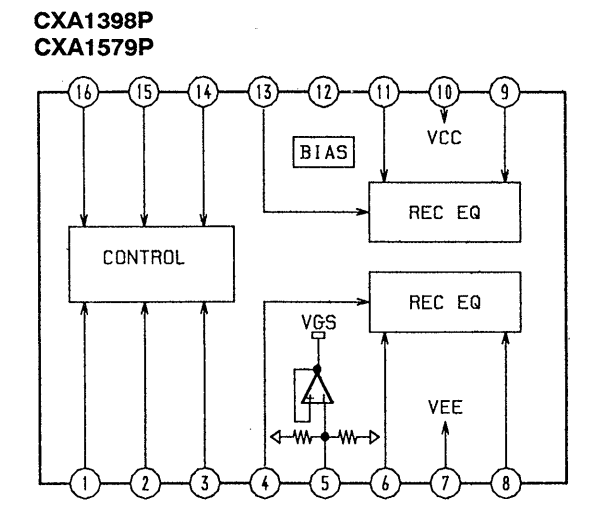 CXA1398P
CXA1579P
16 15 14 13 12 11 10 9
VCC
BIAS
REC EQ
CONTROL
REC EQ
VGS
VEE
1 2 3 4 5 6 7 8